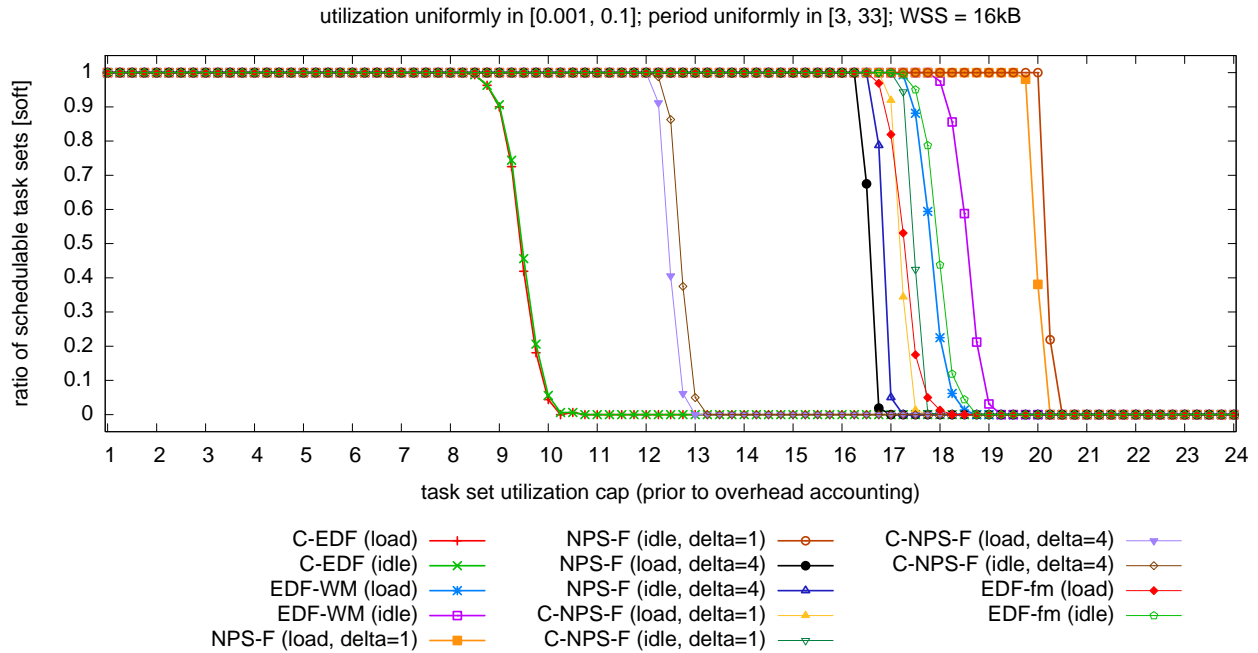 utilization uniformly in [0.001, 0.1]; period uniformly in [3, 33]; WSS = 16kB
ratio of schedulable task sets [soft]
1
0.9
0.8
0.7
0.6
0.5
0.4
0.3
0.2
0.1
0
1 2 3 4 5 6 7 8 9 10 11 12 13 14 15 16 17 18 19 20 21 22 23 24
task set utilization cap (prior to overhead accounting)
C-EDF (load)
C-EDF (idle)
EDF-WM (load)
EDF-WM (idle)
NPS-F (load, delta=1)
NPS-F (idle, delta=1)
NPS-F (load, delta=4)
NPS-F (idle, delta=4)
C-NPS-F (load, delta=1)
C-NPS-F (idle, delta=1)
C-NPS-F (load, delta=4)
C-NPS-F (idle, delta=4)
EDF-fm (load)
EDF-fm (idle)